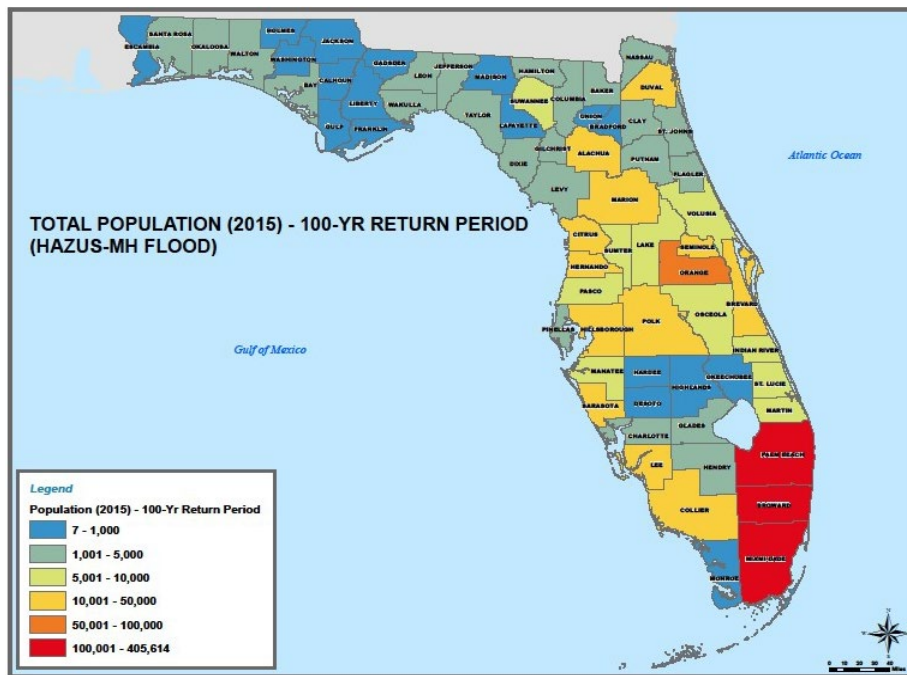 HOLMES
SANTA ROSA
JACKSON
ESCAMBIA
OKALOOSA
WALTON
WASHINGTON
GADSDEN
NASSAU
HAMILTON
MADISON
JEFFERSON
LEON
BAY
CALHOUN
BAKER
DUVAL
SUWANNEE
COLUMBIA
LIBERTY
WAKULLA
TAYLOR
LAFAYETTE
UNION
BRADFORD
CLAY
GULF
FRANKLIN
ST. JOHNS
GILCHRIST
ALACHUA
PUTNAM
DIXIE
FLAGLER
LEVY
MARION
Atlantic Ocean
TOTAL POPULATION (2015) - 100-YR RETURN PERIOD
(HAZUS-MH FLOOD)
VOLUSIA
CITRUS
SUMTER
LAKE
SEMINOLE
HERNANDO
ORANGE
PASCO
BREVARD
OSCEOLA
POLK
PINELLAS
HILLSBOROUGH
Gulf of Mexico
INDIAN RIVER
MANATEE
HARDEE
OKEECHOBEE
HIGHLANDS
ST. LUCIE
SARASOTA
DESOTO
MARTIN
GLADES
CHARLOTTE
PALM BEACH
LEE
HENDRY
BROWARD
COLLIER
MIAMI-DADE
MONROE
Legend
Population (2015) - 100-Yr Return Period
7 - 1,000
1,001 - 5,000
5,001 - 10,000
10,001 - 50,000
50,001 - 100,000
100,001 - 405,614
0 10 20 30 40
Miles